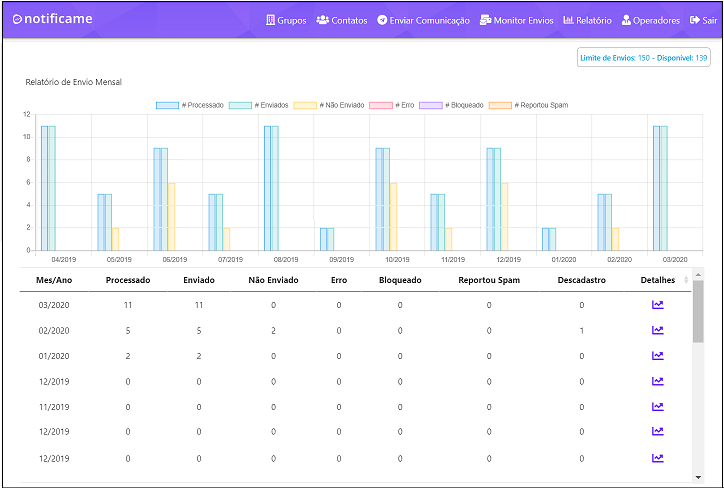 notificame Grupos Contatos Enviar Comunicação Monitor Envios Relatório Operadores Sair
Limite de Envios: 150 - Disponível: 139
Relatório de Envio Mensal
# Processado # Enviados # Não Enviado # Erro # Bloqueado # Reportou Spam
12
10
8
6
4
2
0
04/2019 05/2019 06/2019 07/2019 08/2019 09/2019 10/2019 11/2019 12/2019 01/2020 02/2020 03/2020
Mes/Ano Processado Enviado Não Enviado Erro Bloqueado Reportou Spam Descadastro Detalhes
03/2020 11 11 0 0 0 0 0
02/2020 5 5 2 0 0 0 1
01/2020 2 2 0 0 0 0 0
12/2019 0 0 0 0 0 0 0
11/2019 0 0 0 0 0 0 0
12/2019 0 0 0 0 0 0 0
12/2019 0 0 0 0 0 0 0